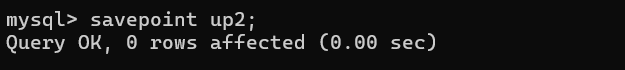 mysql> savepoint up2;
Query OK, 0 rows affected (0.00 sec)